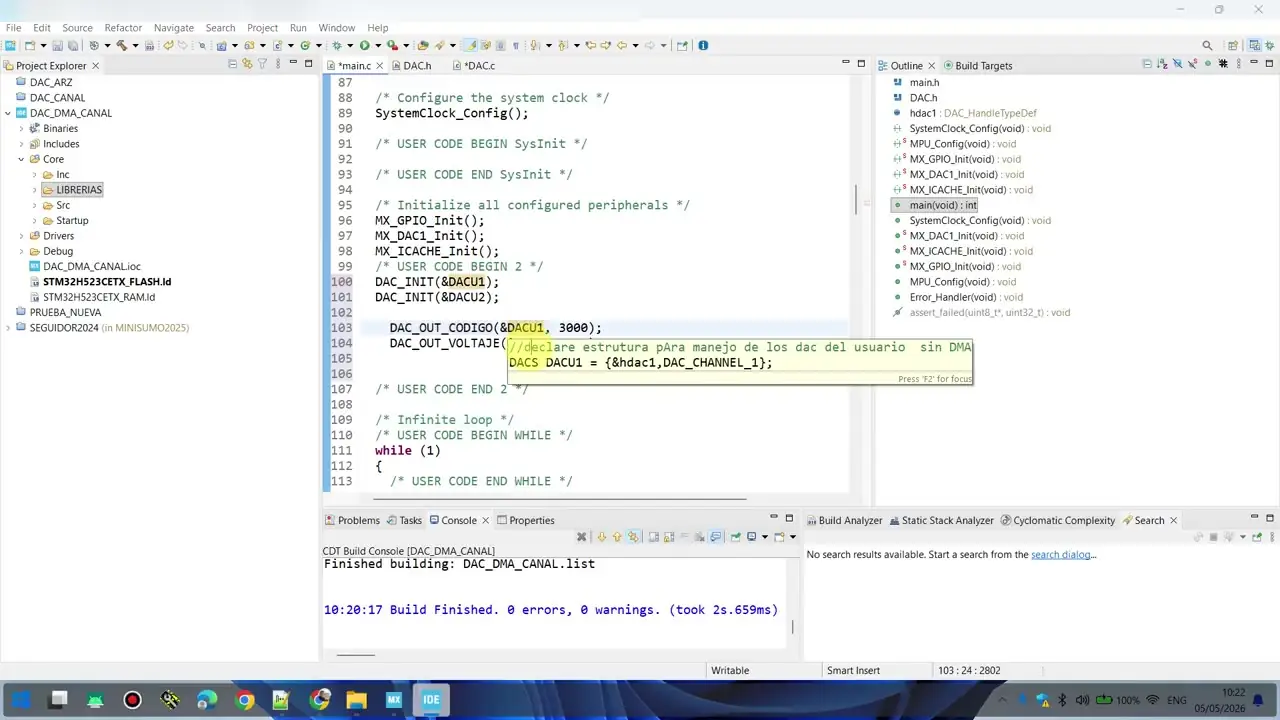 File Edit Source Refactor Navigate Search Project Run Window Help
Project Explorer
DAC_ARZ
DAC_CANAL
DAC_DMA_CANAL
Binaries
Includes
Core
Inc
LIBRERIAS
Src
Startup
Drivers
Debug
DAC_DMA_CANAL.ioc
STM32H523CETX_FLASH.ld
STM32H523CETX_RAM.ld
PRUEBA_NUEVA
SEGUIDOR2024 (in MINISUMO2025)
*main.c DAC.h *DAC.c
87
88 /* Configure the system clock */
89 SystemClock_Config();
90
91 /* USER CODE BEGIN SysInit */
92
93 /* USER CODE END SysInit */
94
95 /* Initialize all configured peripherals */
96 MX_GPIO_Init();
97 MX_DAC1_Init();
98 MX_ICACHE_Init();
99 /* USER CODE BEGIN 2 */
100 DAC_INIT(&DACU1);
101 DAC_INIT(&DACU2);
102
103 DAC_OUT_CODIGO(&DACU1, 3000);
104 DAC_OUT_VOLTAJE(
105
106
107 /* USER CODE END 2 */
108
109 /* Infinite loop */
110 /* USER CODE BEGIN WHILE */
111 while (1)
112 {
113 /* USER CODE END WHILE */
//declare estrutura pAra manejo de los dac del usuario sin DMA
DACS DACU1 = {&hdac1,DAC_CHANNEL_1};
Press 'F2' for focus
Outline Build Targets
main.h
DAC.h
hdac1 : DAC_HandleTypeDef
SystemClock_Config(void) : void
MPU_Config(void) : void
MX_GPIO_Init(void) : void
MX_DAC1_Init(void) : void
MX_ICACHE_Init(void) : void
main(void) : int
SystemClock_Config(void) : void
MX_DAC1_Init(void) : void
MX_ICACHE_Init(void) : void
MX_GPIO_Init(void) : void
MPU_Config(void) : void
Error_Handler(void) : void
assert_failed(uint8_t*, uint32_t) : void
Problems Tasks Console Properties
CDT Build Console [DAC_DMA_CANAL]
Finished building: DAC_DMA_CANAL.list
10:20:17 Build Finished. 0 errors, 0 warnings. (took 2s.659ms)
Build Analyzer Static Stack Analyzer Cyclomatic Complexity Search
No search results available. Start a search from the search dialog...
Writable Smart Insert 103 : 24 : 2802
MX IDE
100% ENG 10:22
05/05/2026